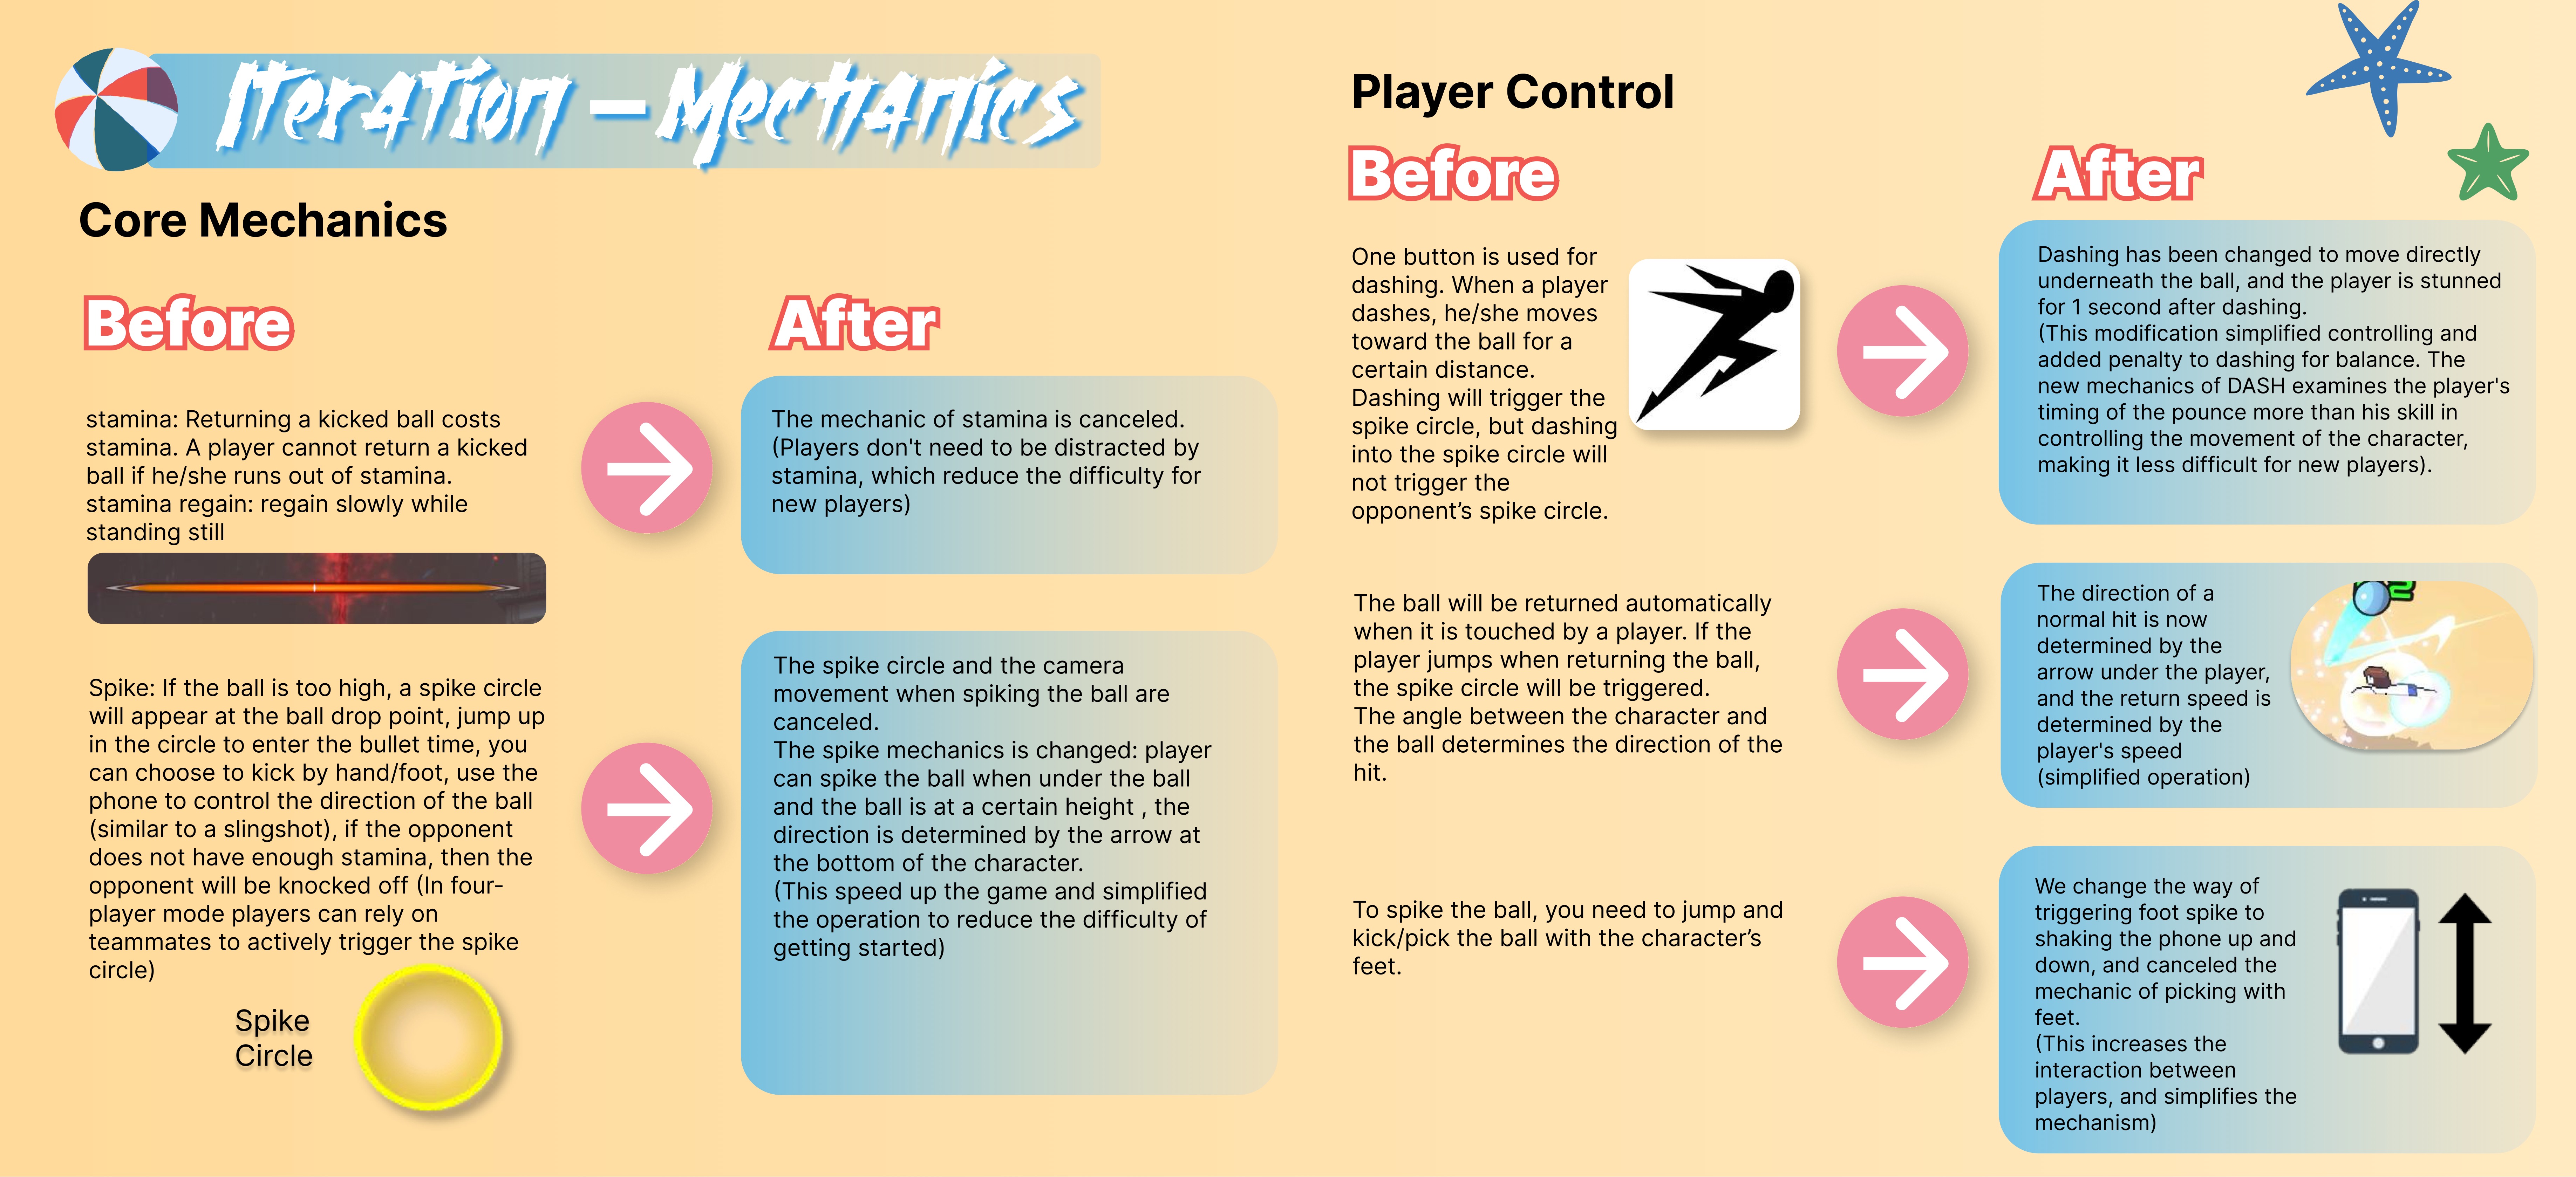 Iteration – Mechanics
Core Mechanics
Before
After
stamina: Returning a kicked ball costs
stamina. A player cannot return a kicked
ball if he/she runs out of stamina.
stamina regain: regain slowly while
standing still
The mechanic of stamina is canceled.
(Players don't need to be distracted by
stamina, which reduce the difficulty for
new players)
Spike: If the ball is too high, a spike circle
will appear at the ball drop point, jump up
in the circle to enter the bullet time, you
can choose to kick by hand/foot, use the
phone to control the direction of the ball
(similar to a slingshot), if the opponent
does not have enough stamina, then the
opponent will be knocked off (In four-
player mode players can rely on
teammates to actively trigger the spike
circle)
Spike
Circle
The spike circle and the camera
movement when spiking the ball are
canceled.
The spike mechanics is changed: player
can spike the ball when under the ball
and the ball is at a certain height , the
direction is determined by the arrow at
the bottom of the character.
(This speed up the game and simplified
the operation to reduce the difficulty of
getting started)
Player Control
Before
After
One button is used for
dashing. When a player
dashes, he/she moves
toward the ball for a
certain distance.
Dashing will trigger the
spike circle, but dashing
into the spike circle will
not trigger the
opponent’s spike circle.
Dashing has been changed to move directly
underneath the ball, and the player is stunned
for 1 second after dashing.
(This modification simplified controlling and
added penalty to dashing for balance. The
new mechanics of DASH examines the player's
timing of the pounce more than his skill in
controlling the movement of the character,
making it less difficult for new players).
The ball will be returned automatically
when it is touched by a player. If the
player jumps when returning the ball,
the spike circle will be triggered.
The angle between the character and
the ball determines the direction of the
hit.
The direction of a
normal hit is now
determined by the
arrow under the player,
and the return speed is
determined by the
player's speed
(simplified operation)
2
To spike the ball, you need to jump and
kick/pick the ball with the character’s
feet.
We change the way of
triggering foot spike to
shaking the phone up and
down, and canceled the
mechanic of picking with
feet.
(This increases the
interaction between
players, and simplifies the
mechanism)